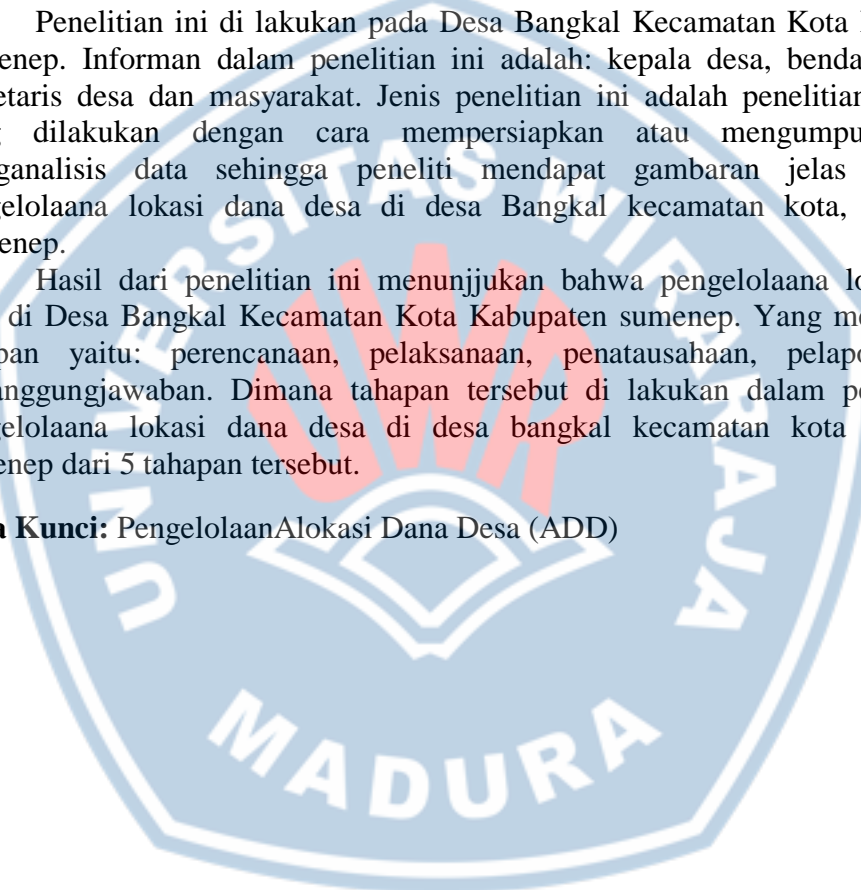 Penelitian ini di lakukan pada Desa Bangkal Kecamatan Kota
enep. Informan dalam penelitian ini adalah: kepala desa, benda
etaris desa dan masyarakat. Jenis penelitian ini adalah penelitian
dilakukan dengan cara mempersiapkan atau mengumpu
ganalisis data sehingga peneliti mendapat gambaran jelas
gelolaana lokasi dana desa di desa Bangkal kecamatan kota,
enep.
Hasil dari penelitian ini menunjjukan bahwa pengelolaana lo
di Desa Bangkal Kecamatan Kota Kabupaten sumenep. Yang m
pan yaitu: perencanaan, pelaksanaan, penatausahaan, pelapo
anggungjawaban. Dimana tahapan tersebut di lakukan dalam pe
gelolaana lokasi dana desa di desa bangkal kecamatan kota
enep dari 5 tahapan tersebut.
a Kunci: PengelolaanAlokasi Dana Desa (ADD)
UNIVERSITAS WIRARAJA
UWR
MADURA